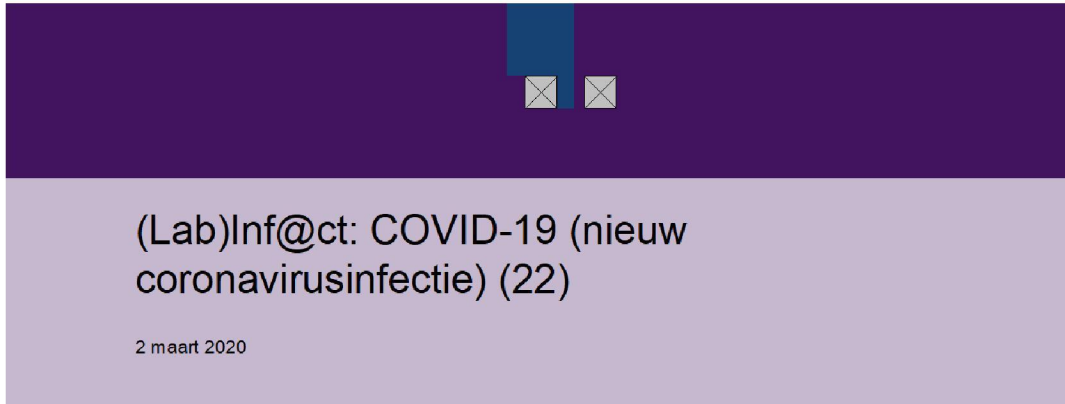 (Lab)Inf@ct: COVID-19 (nieuw
coronavirusinfectie) (22)
2 maart 2020